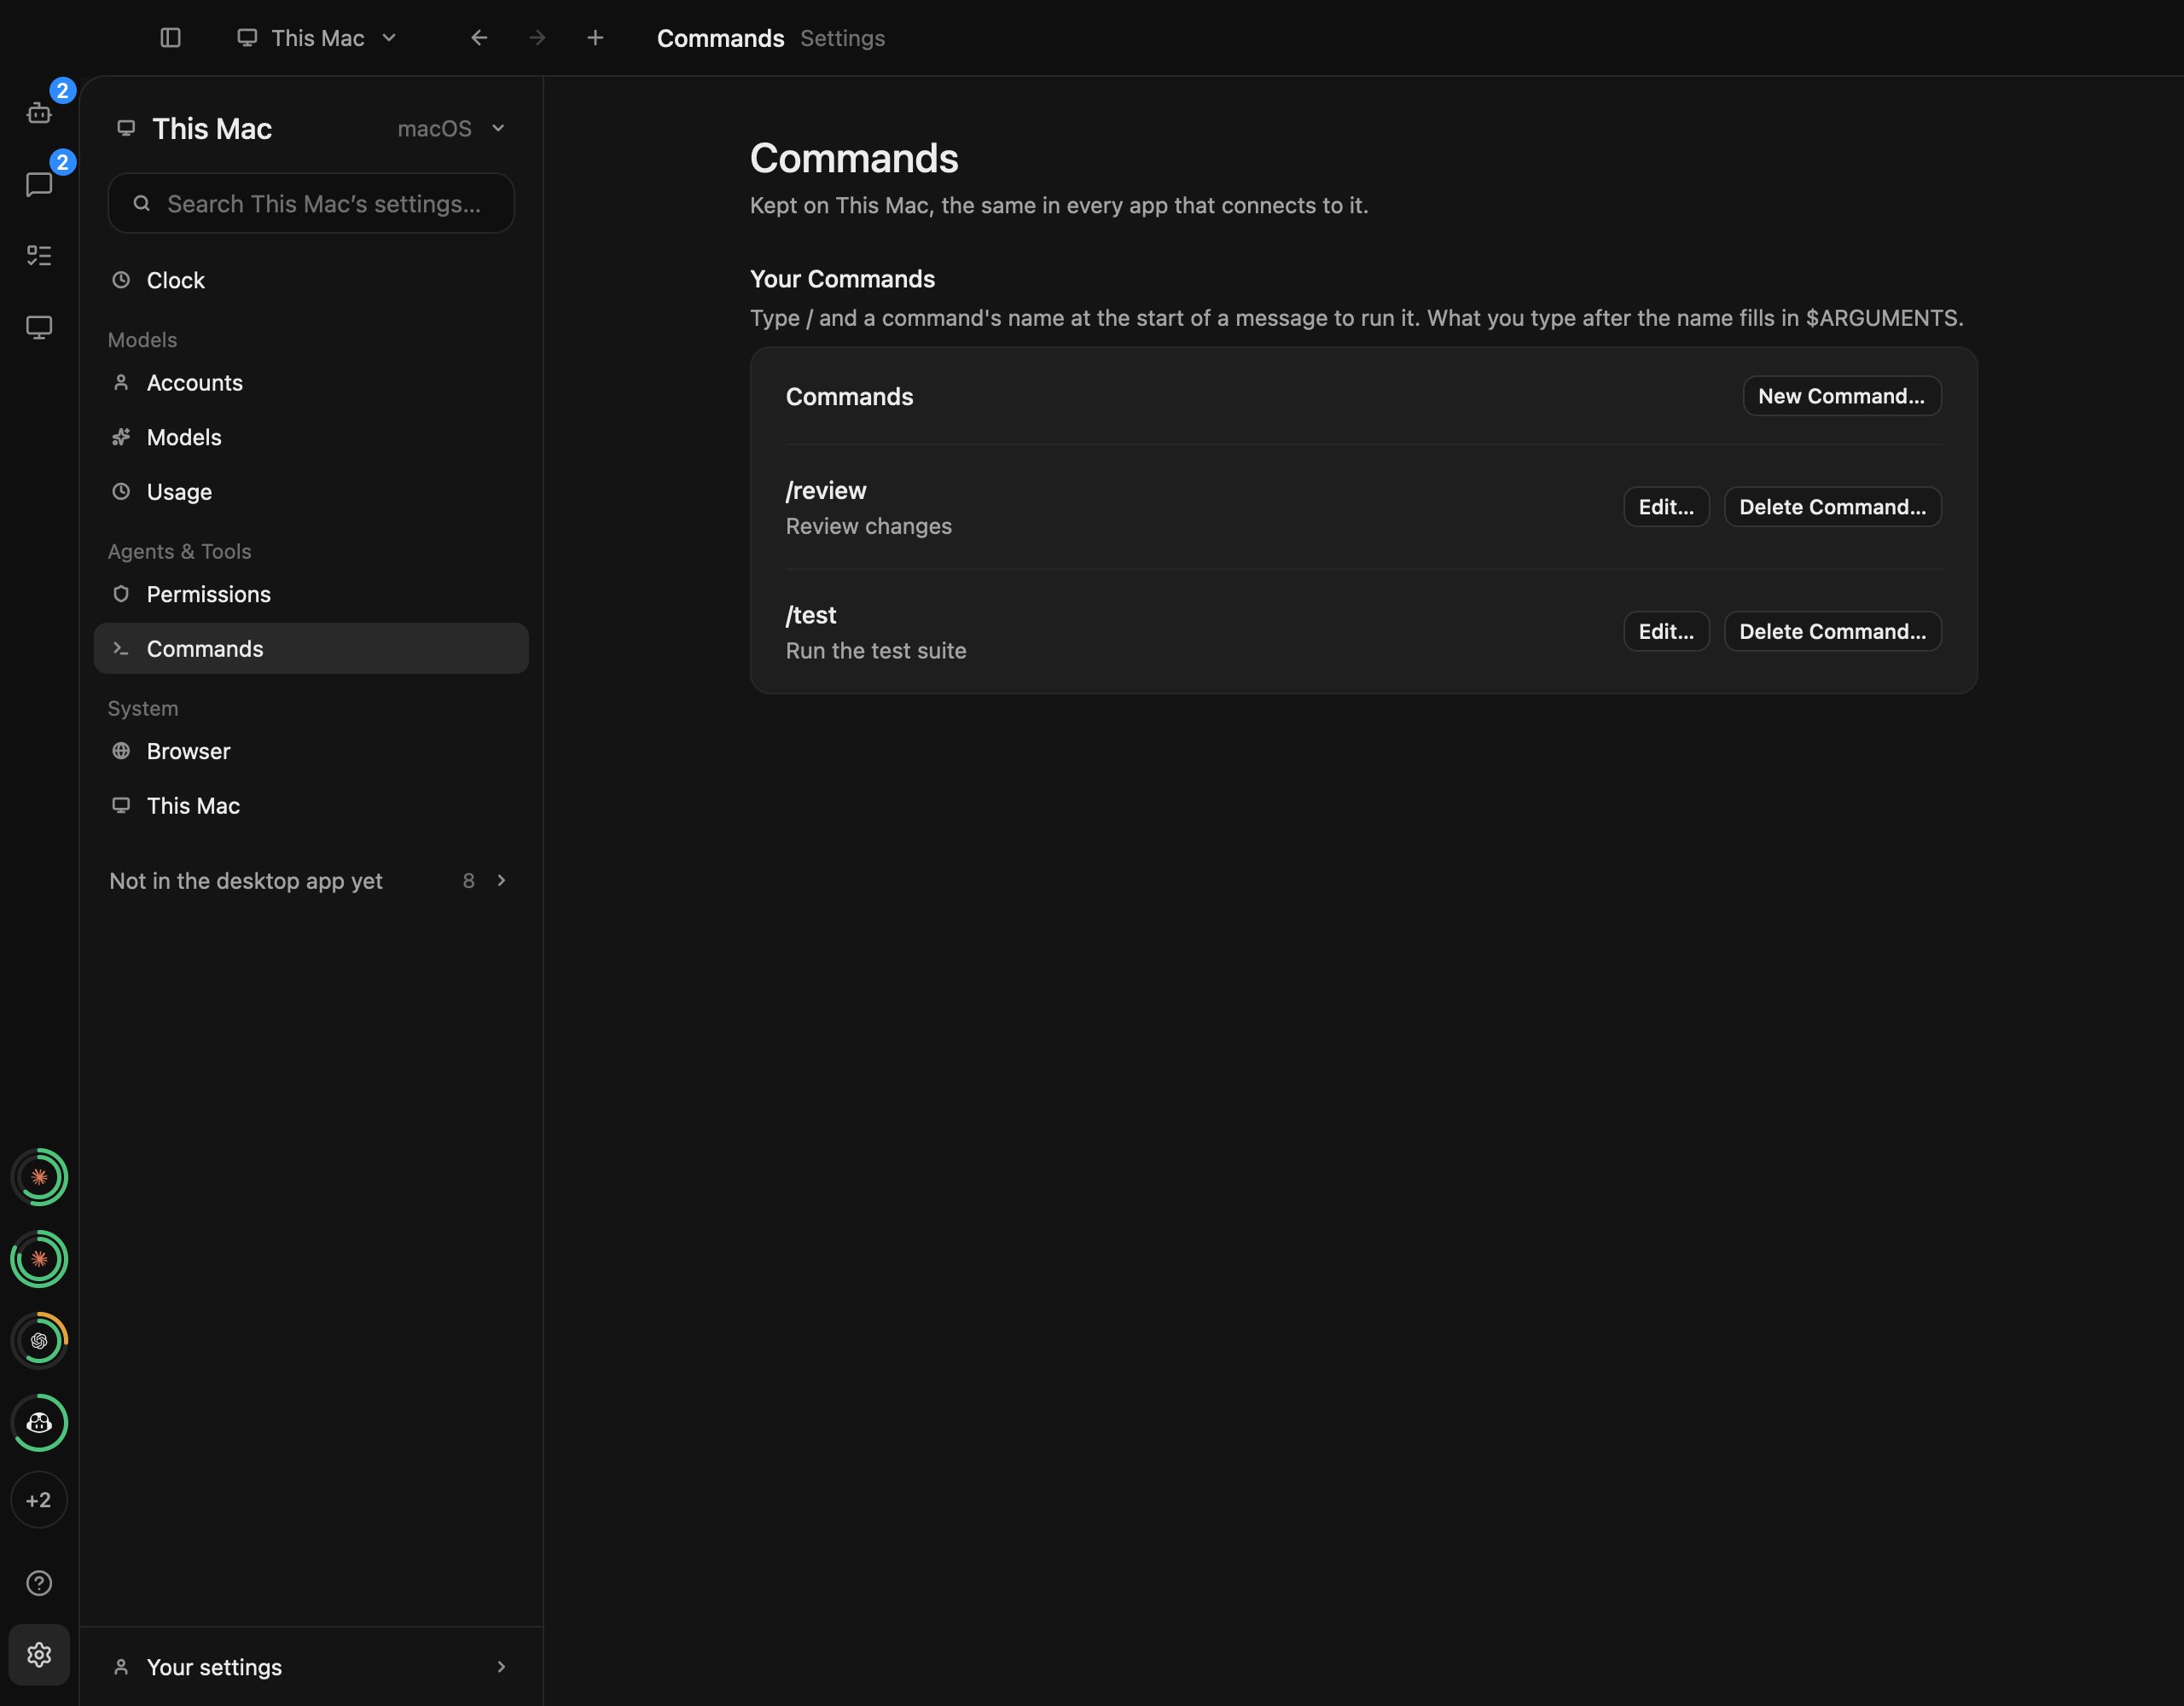 This Mac
Commands Settings
2
2
This Mac macOS
Search This Mac’s settings...
Clock
Models
Accounts
Models
Usage
Agents & Tools
Permissions
Commands
System
Browser
This Mac
Not in the desktop app yet 8
+2
Your settings
Commands
Kept on This Mac, the same in every app that connects to it.
Your Commands
Type / and a command's name at the start of a message to run it. What you type after the name fills in $ARGUMENTS.
Commands New Command...
/review
Review changes
Edit... Delete Command...
/test
Run the test suite
Edit... Delete Command...